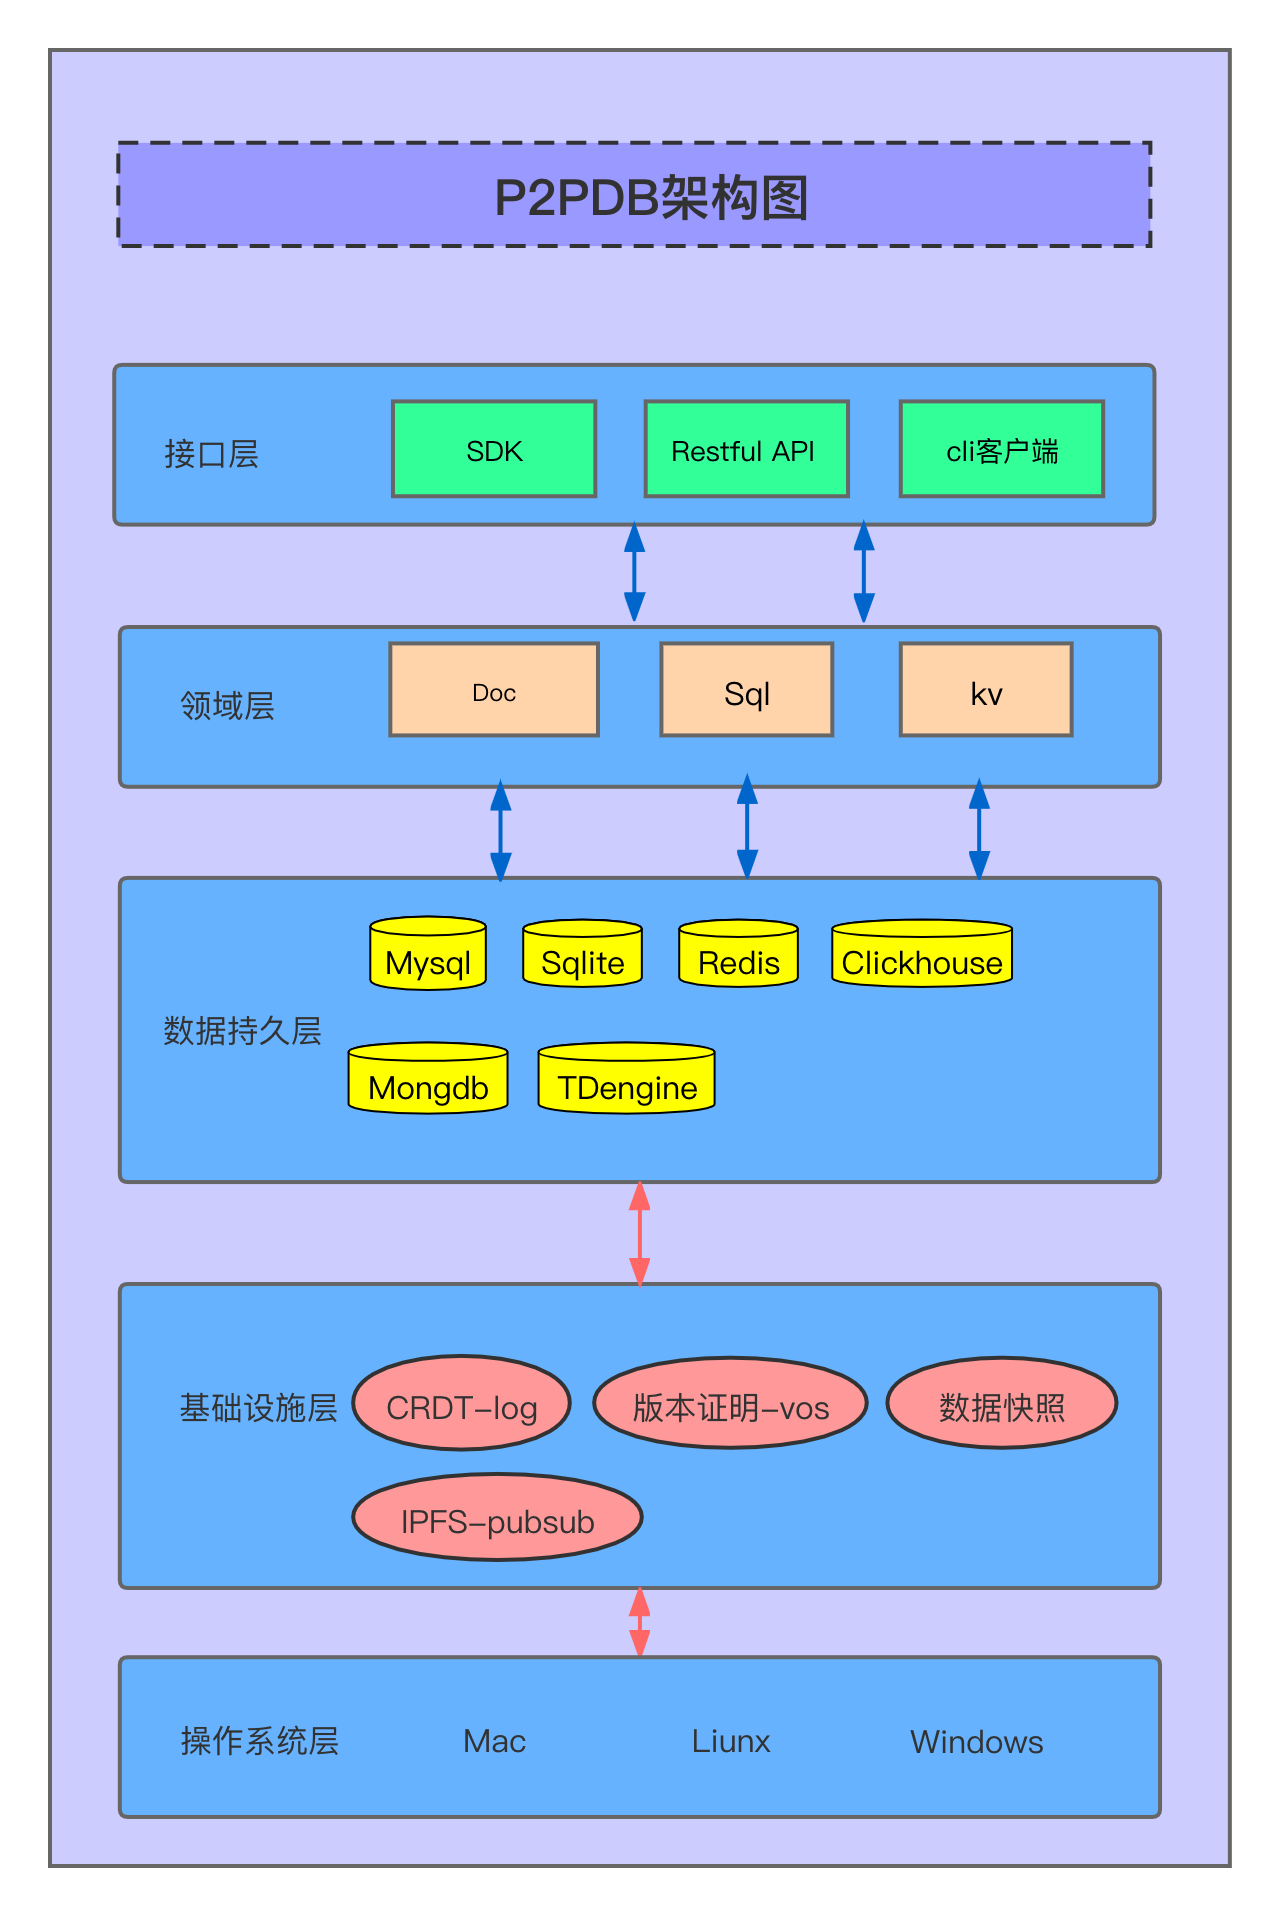 P2PDB架构图
接口层
SDK
Restful API
cli客户端
领域层
Doc
Sql
kv
数据持久层
Mysql
Sqlite
Redis
Clickhouse
Mongdb
TDengine
基础设施层
CRDT-log
版本证明-vos
数据快照
IPFS-pubsub
操作系统层
Mac
Liunx
Windows